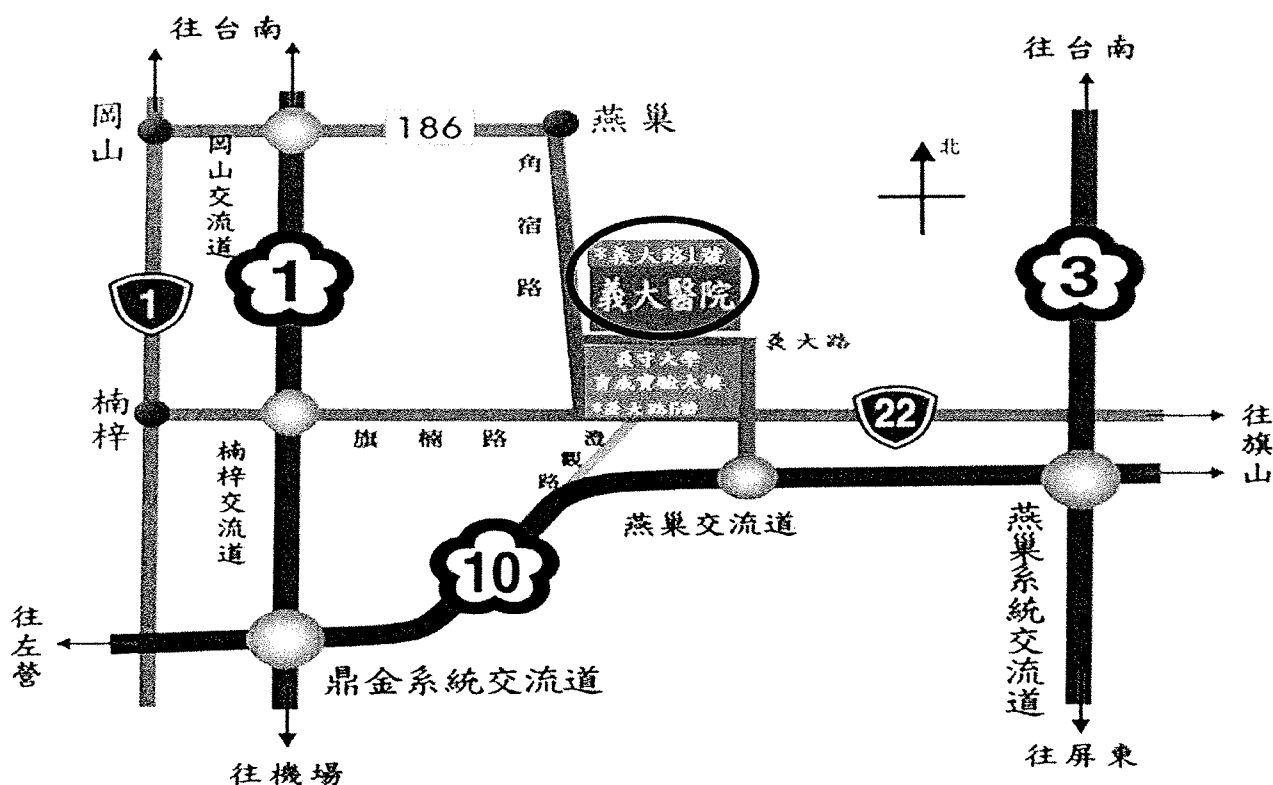 往台南
往台南
岡山
186
燕巢
北
岡山交流道
角宿路
*義大路1號
義大醫院
1
1
3
義大路
楠梓
22
往旗山
旗楠路
澄觀路
楠梓交流道
燕巢交流道
燕巢系統交流道
10
往左營
鼎金系統交流道
往機場
往屏東